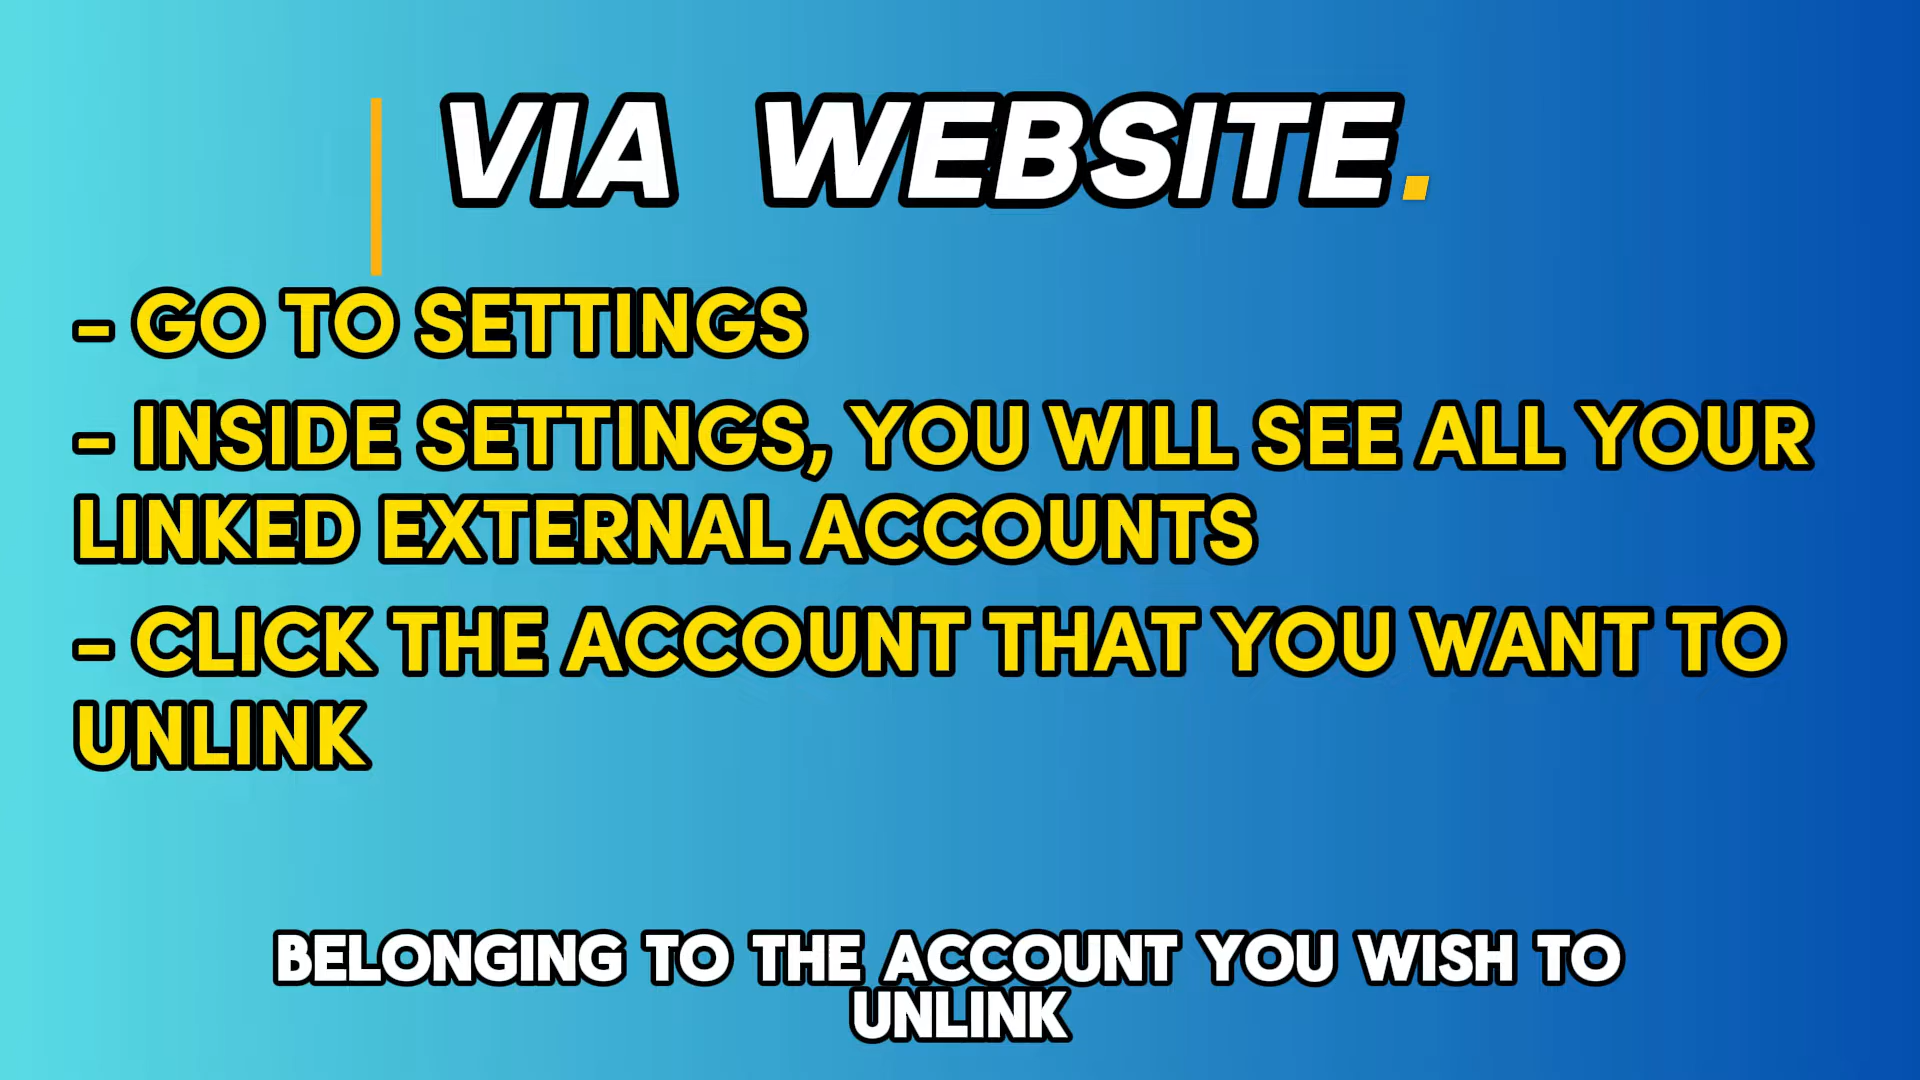 VIA WEBSITE.
- GO TO SETTINGS
- INSIDE SETTINGS, YOU WILL SEE ALL YOUR
LINKED EXTERNAL ACCOUNTS
- CLICK THE ACCOUNT THAT YOU WANT TO
UNLINK
BELONGING TO THE ACCOUNT YOU WISH TO
UNLINK